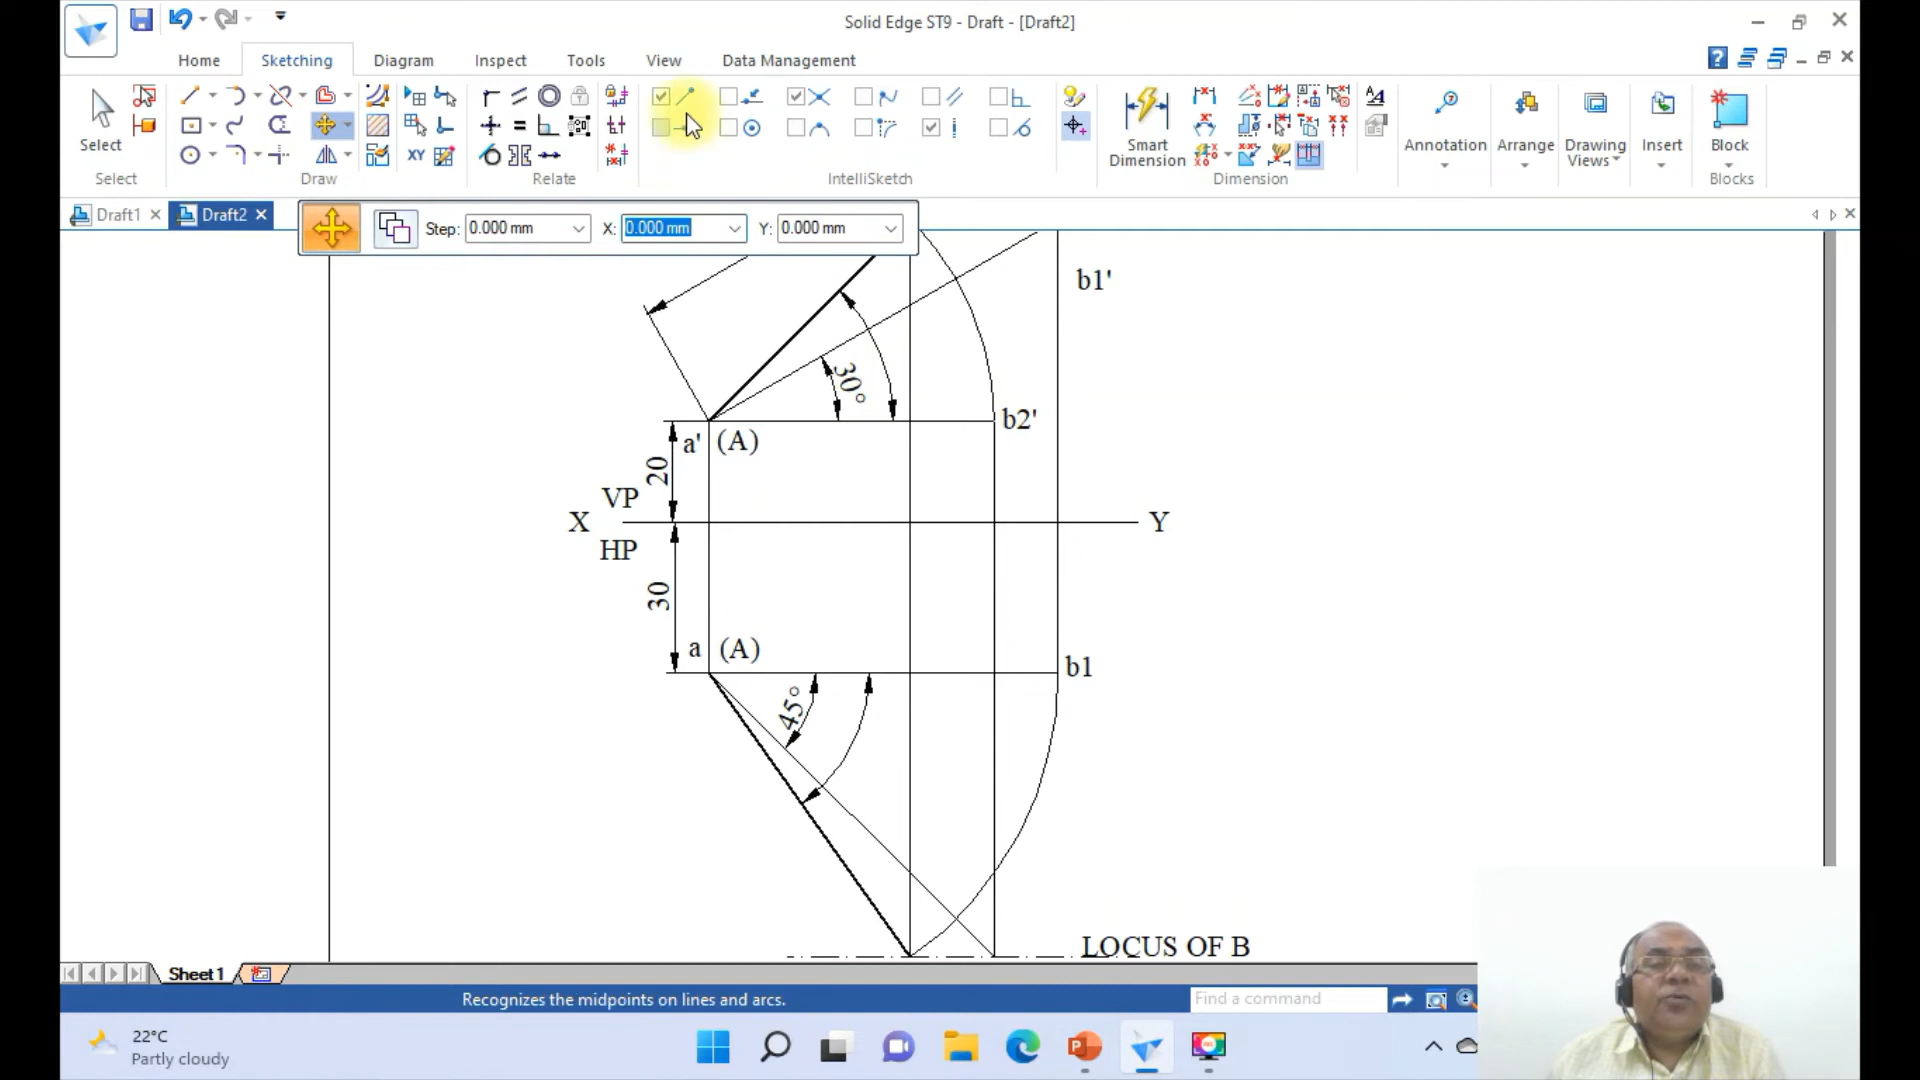 Solid Edge ST9 - Draft - [Draft2]
Home Sketching Diagram Inspect Tools View Data Management
Select
Smart Dimension
Annotation
Arrange
Drawing Views
Insert
Block
XY
A
Select Draw Relate IntelliSketch Dimension Blocks
Draft1 Draft2
Step: 0.000 mm X: 0.000 mm Y: 0.000 mm
b1'
30°
b2'
a' (A)
20
VP
X Y
HP
30
a (A)
b1
45°
LOCUS OF B
Sheet1
Recognizes the midpoints on lines and arcs.
Find a command
22°C
Partly cloudy